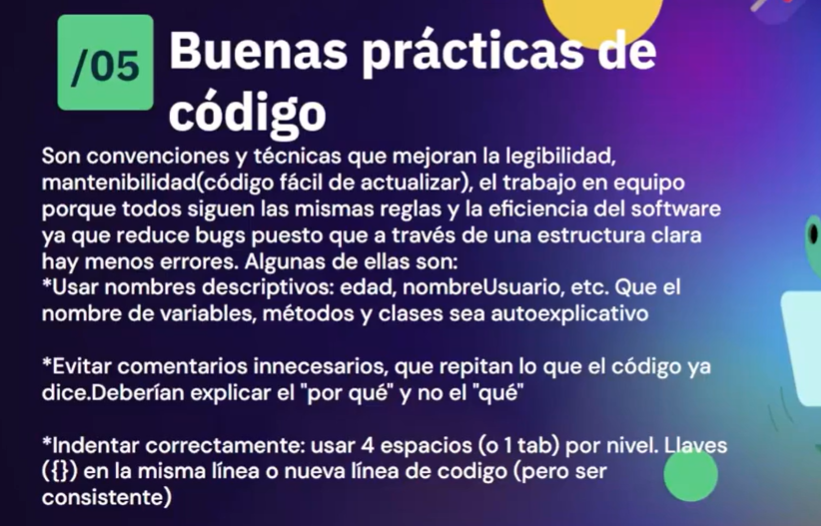 /05
Buenas prácticas de
código
Son convenciones y técnicas que mejoran la legibilidad,
mantenibilidad(código fácil de actualizar), el trabajo en equipo
porque todos siguen las mismas reglas y la eficiencia del software
ya que reduce bugs puesto que a través de una estructura clara
hay menos errores. Algunas de ellas son:
*Usar nombres descriptivos: edad, nombreUsuario, etc. Que el
nombre de variables, métodos y clases sea autoexplicativo
*Evitar comentarios innecesarios, que repitan lo que el código ya
dice.Deberían explicar el "por qué" y no el "qué"
*Indentar correctamente: usar 4 espacios (o 1 tab) por nivel. Llaves
({}) en la misma línea o nueva línea de codigo (pero ser
consistente)